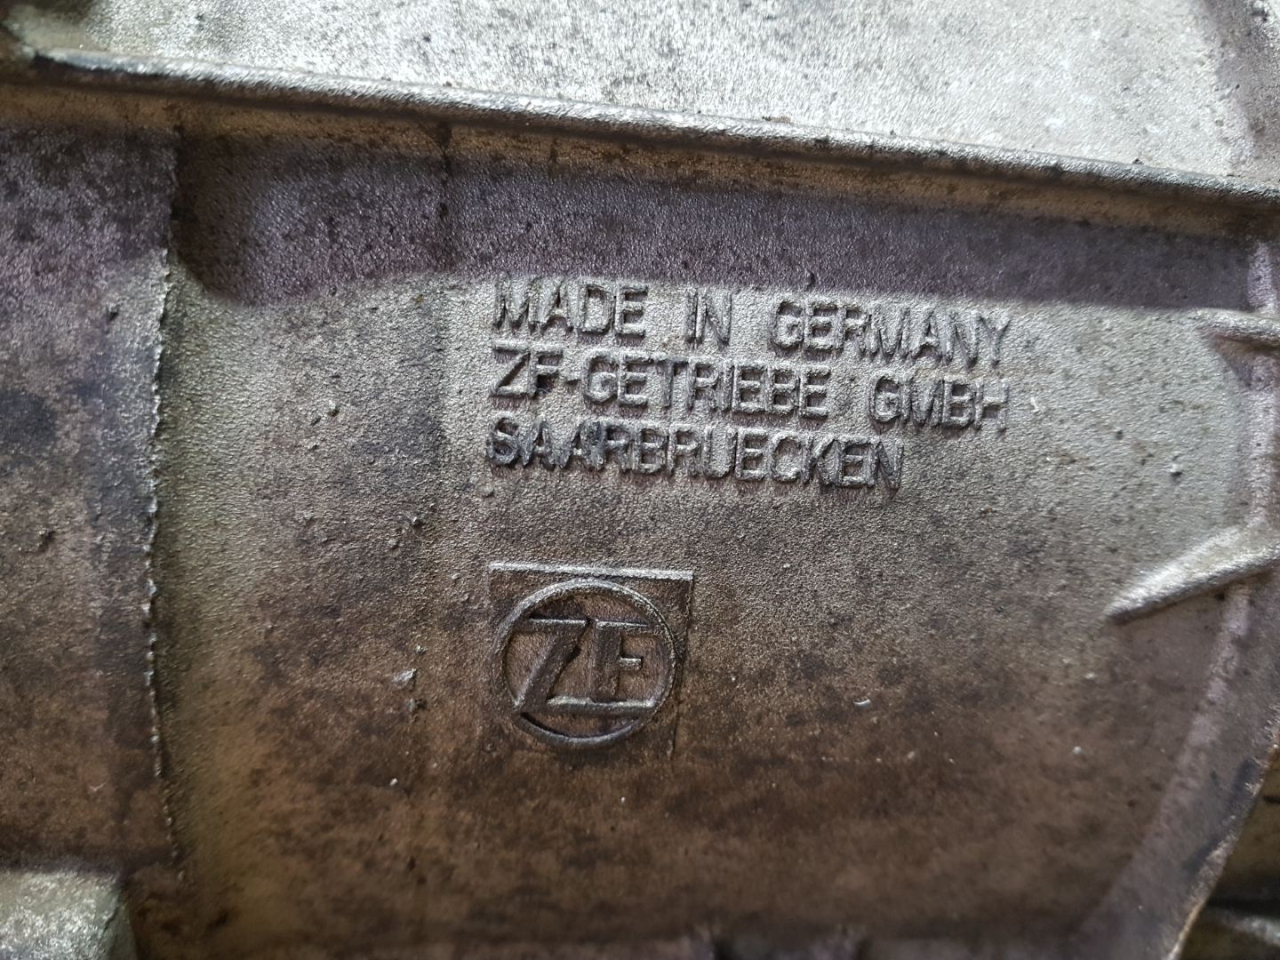 MADE IN GERMANY
ZF-GETRIEBE GMBH
SAARBRUECKEN
ZF